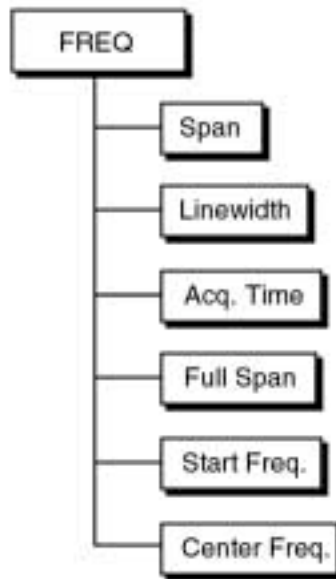 FREQ
Span
Linewidth
Acq. Time
Full Span
Start Freq.
Center Freq.